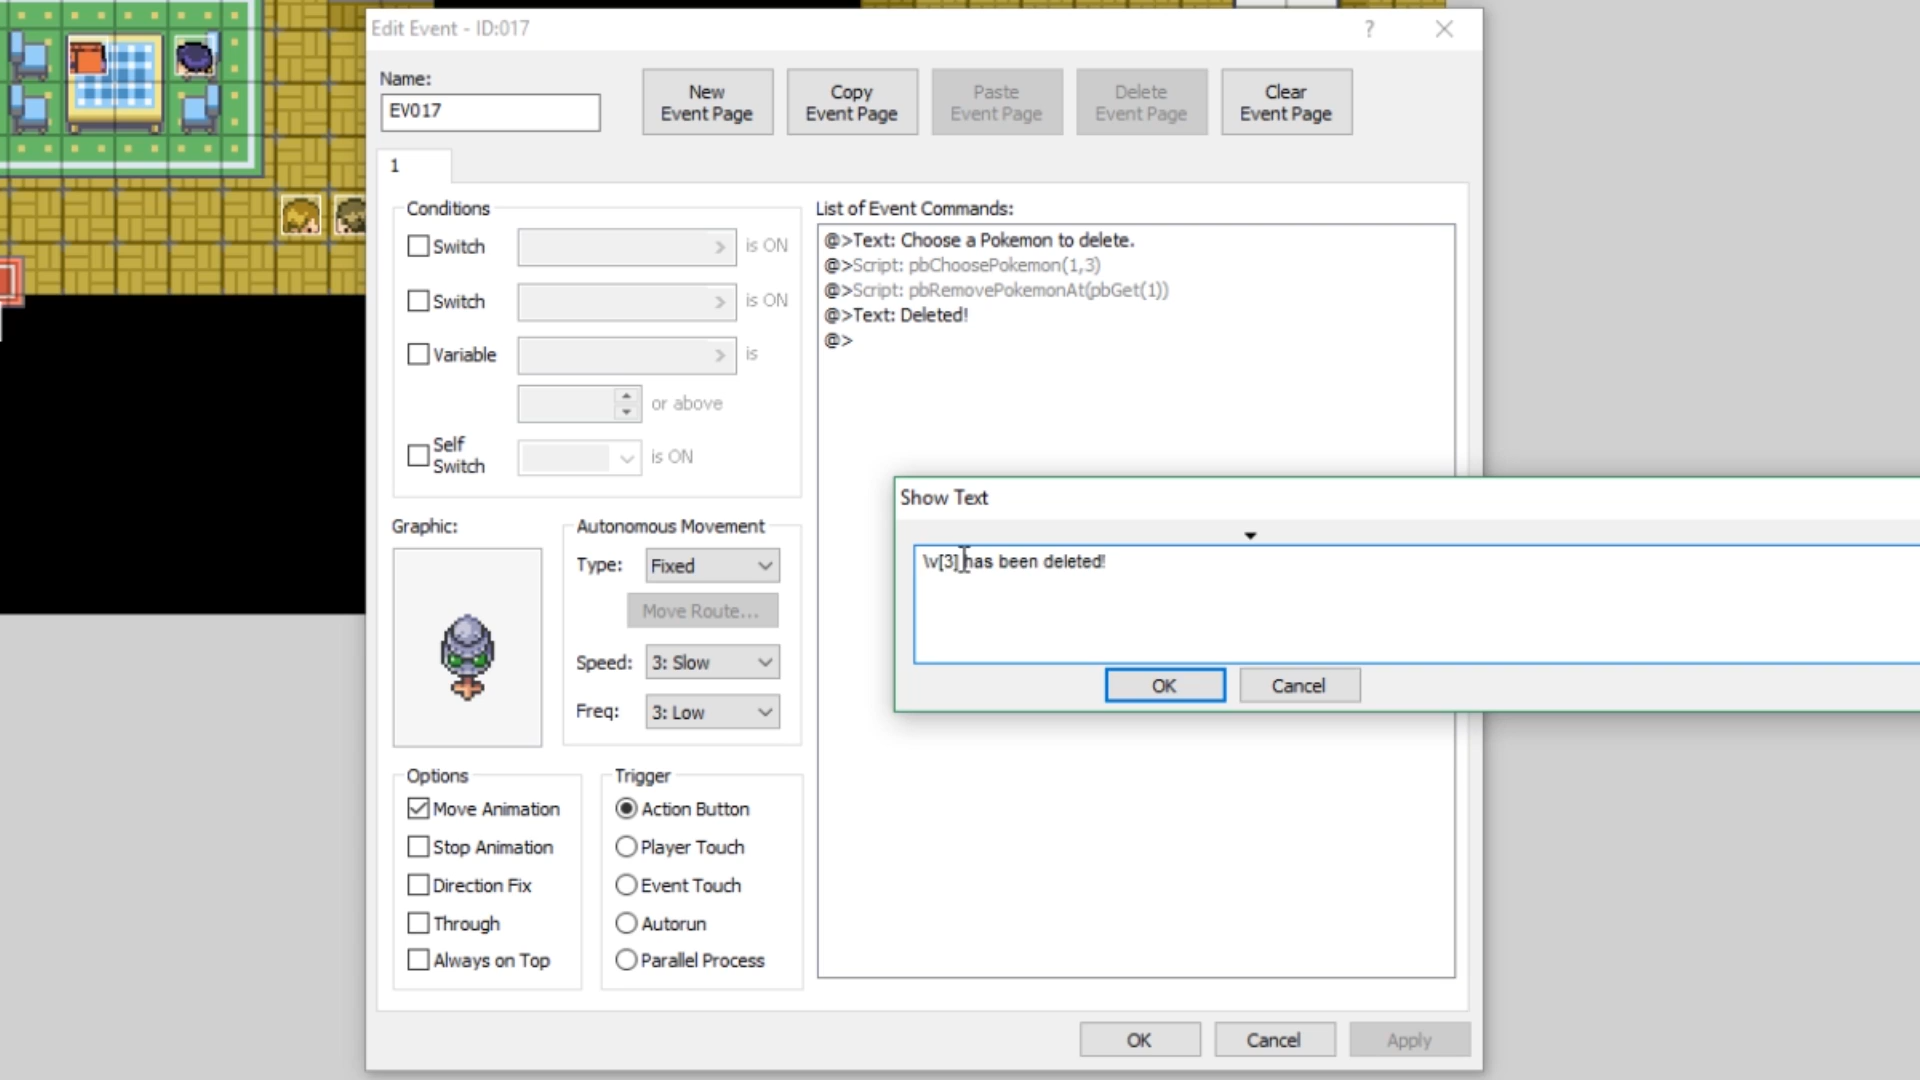 Edit Event - ID:017
?
Name:
EV017
New
Event Page
Copy
Event Page
Paste
Event Page
Delete
Event Page
Clear
Event Page
1
Conditions
Switch
is ON
Switch
is ON
Variable
is
or above
Self
Switch
is ON
Graphic:
Autonomous Movement
Type:
Fixed
Move Route...
Speed:
3: Slow
Freq:
3: Low
Options
Move Animation
Stop Animation
Direction Fix
Through
Always on Top
Trigger
Action Button
Player Touch
Event Touch
Autorun
Parallel Process
List of Event Commands:
@>Text: Choose a Pokemon to delete.
@>Script: pbChoosePokemon(1,3)
@>Script: pbRemovePokemonAt(pbGet(1))
@>Text: Deleted!
@>
Show Text
\v[3] has been deleted!
OK
Cancel
OK
Cancel
Apply